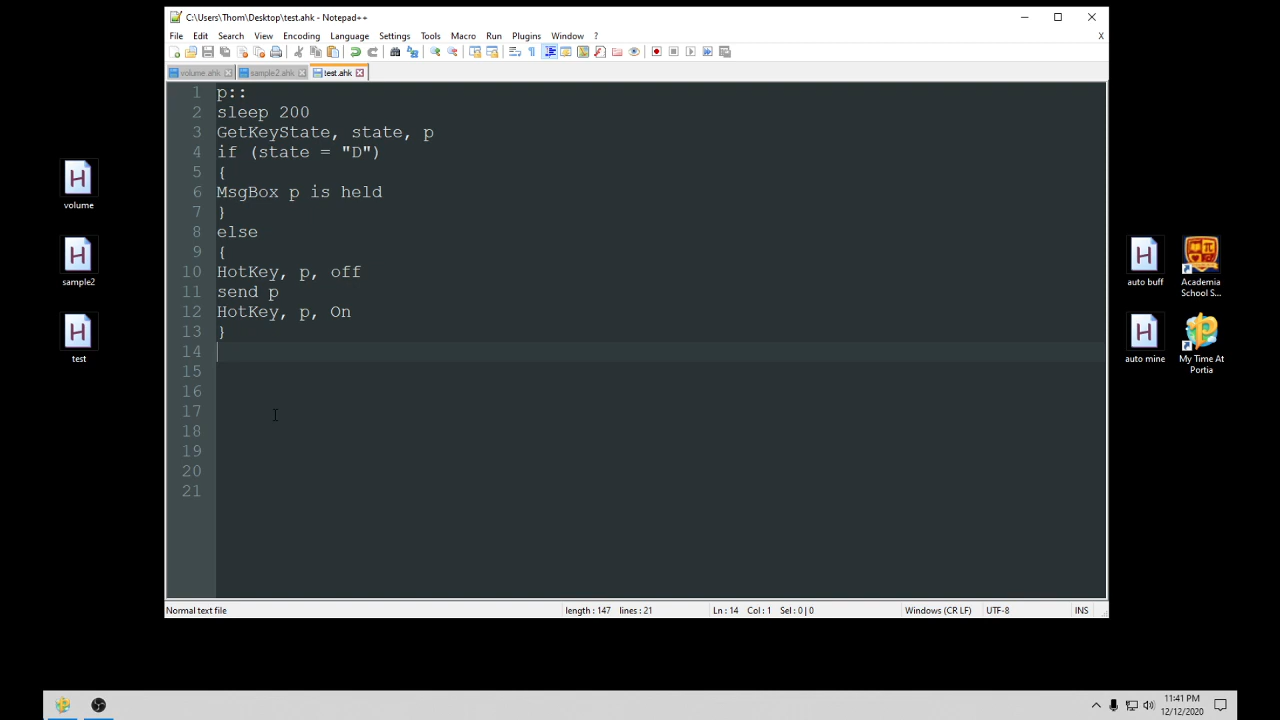 C:\Users\Thom\Desktop\test.ahk - Notepad++
File Edit Search View Encoding Language Settings Tools Macro Run Plugins Window ? X
volume.ahk sample2.ahk test.ahk
1 p::
2 sleep 200
3 GetKeyState, state, p
4 if (state = "D")
5 {
6 MsgBox p is held
7 }
8 else
9 {
10 HotKey, p, off
11 send p
12 HotKey, p, On
13 }
14
15
16
17
18
19
20
21
Normal text file length : 147 lines : 21 Ln : 14 Col : 1 Sel : 0 | 0 Windows (CR LF) UTF-8 INS
H
volume
H
sample2
H
test
H
auto buff
Academia
School S...
H
auto mine
My Time At
Portia
11:41 PM
12/12/2020